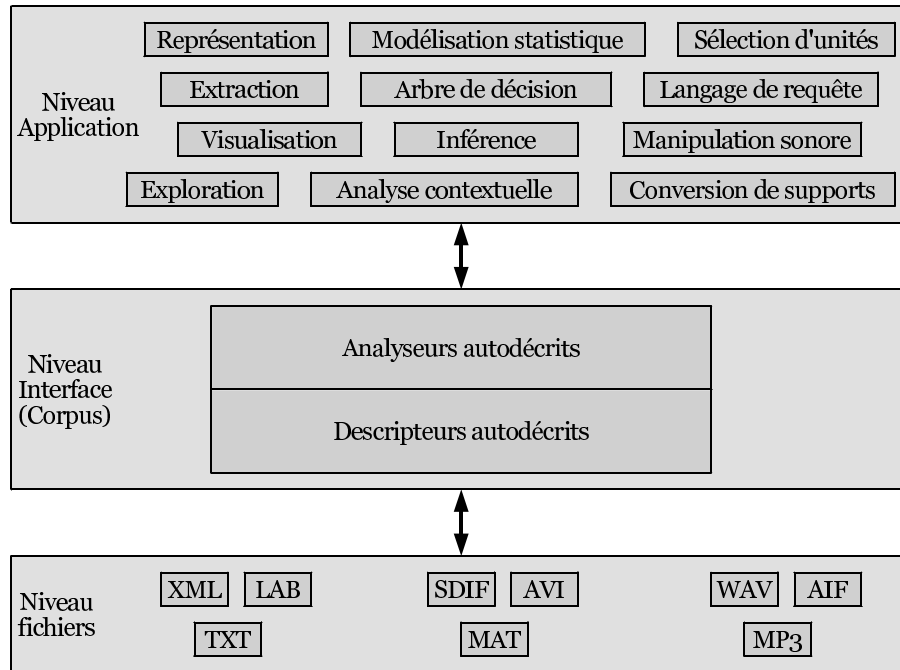 Représentation
Modélisation statistique
Sélection d'unités
Extraction
Arbre de décision
Langage de requête
Niveau
Application
Visualisation
Inférence
Manipulation sonore
Exploration
Analyse contextuelle
Conversion de supports
Niveau
Interface
(Corpus)
Analyseurs autodécrits
Descripteurs autodécrits
Niveau
fichiers
XML
LAB
SDIF
AVI
WAV
AIF
TXT
MAT
MP3